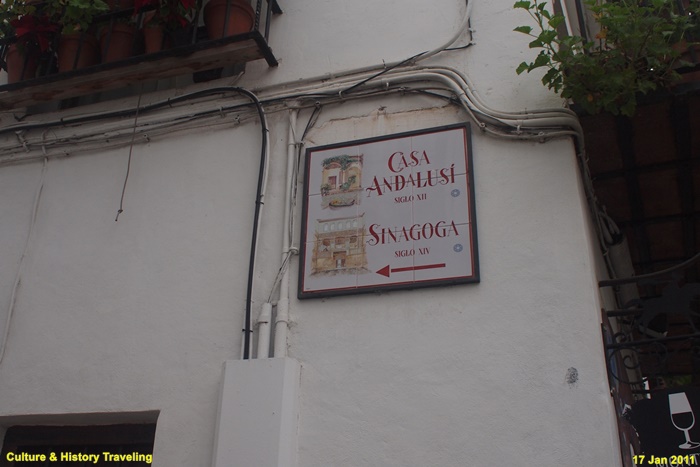 CASA
ANDALUSÍ
SIGLO XII
SINAGOGA
SIGLO XIV
Culture & History Traveling
17 Jan 2011